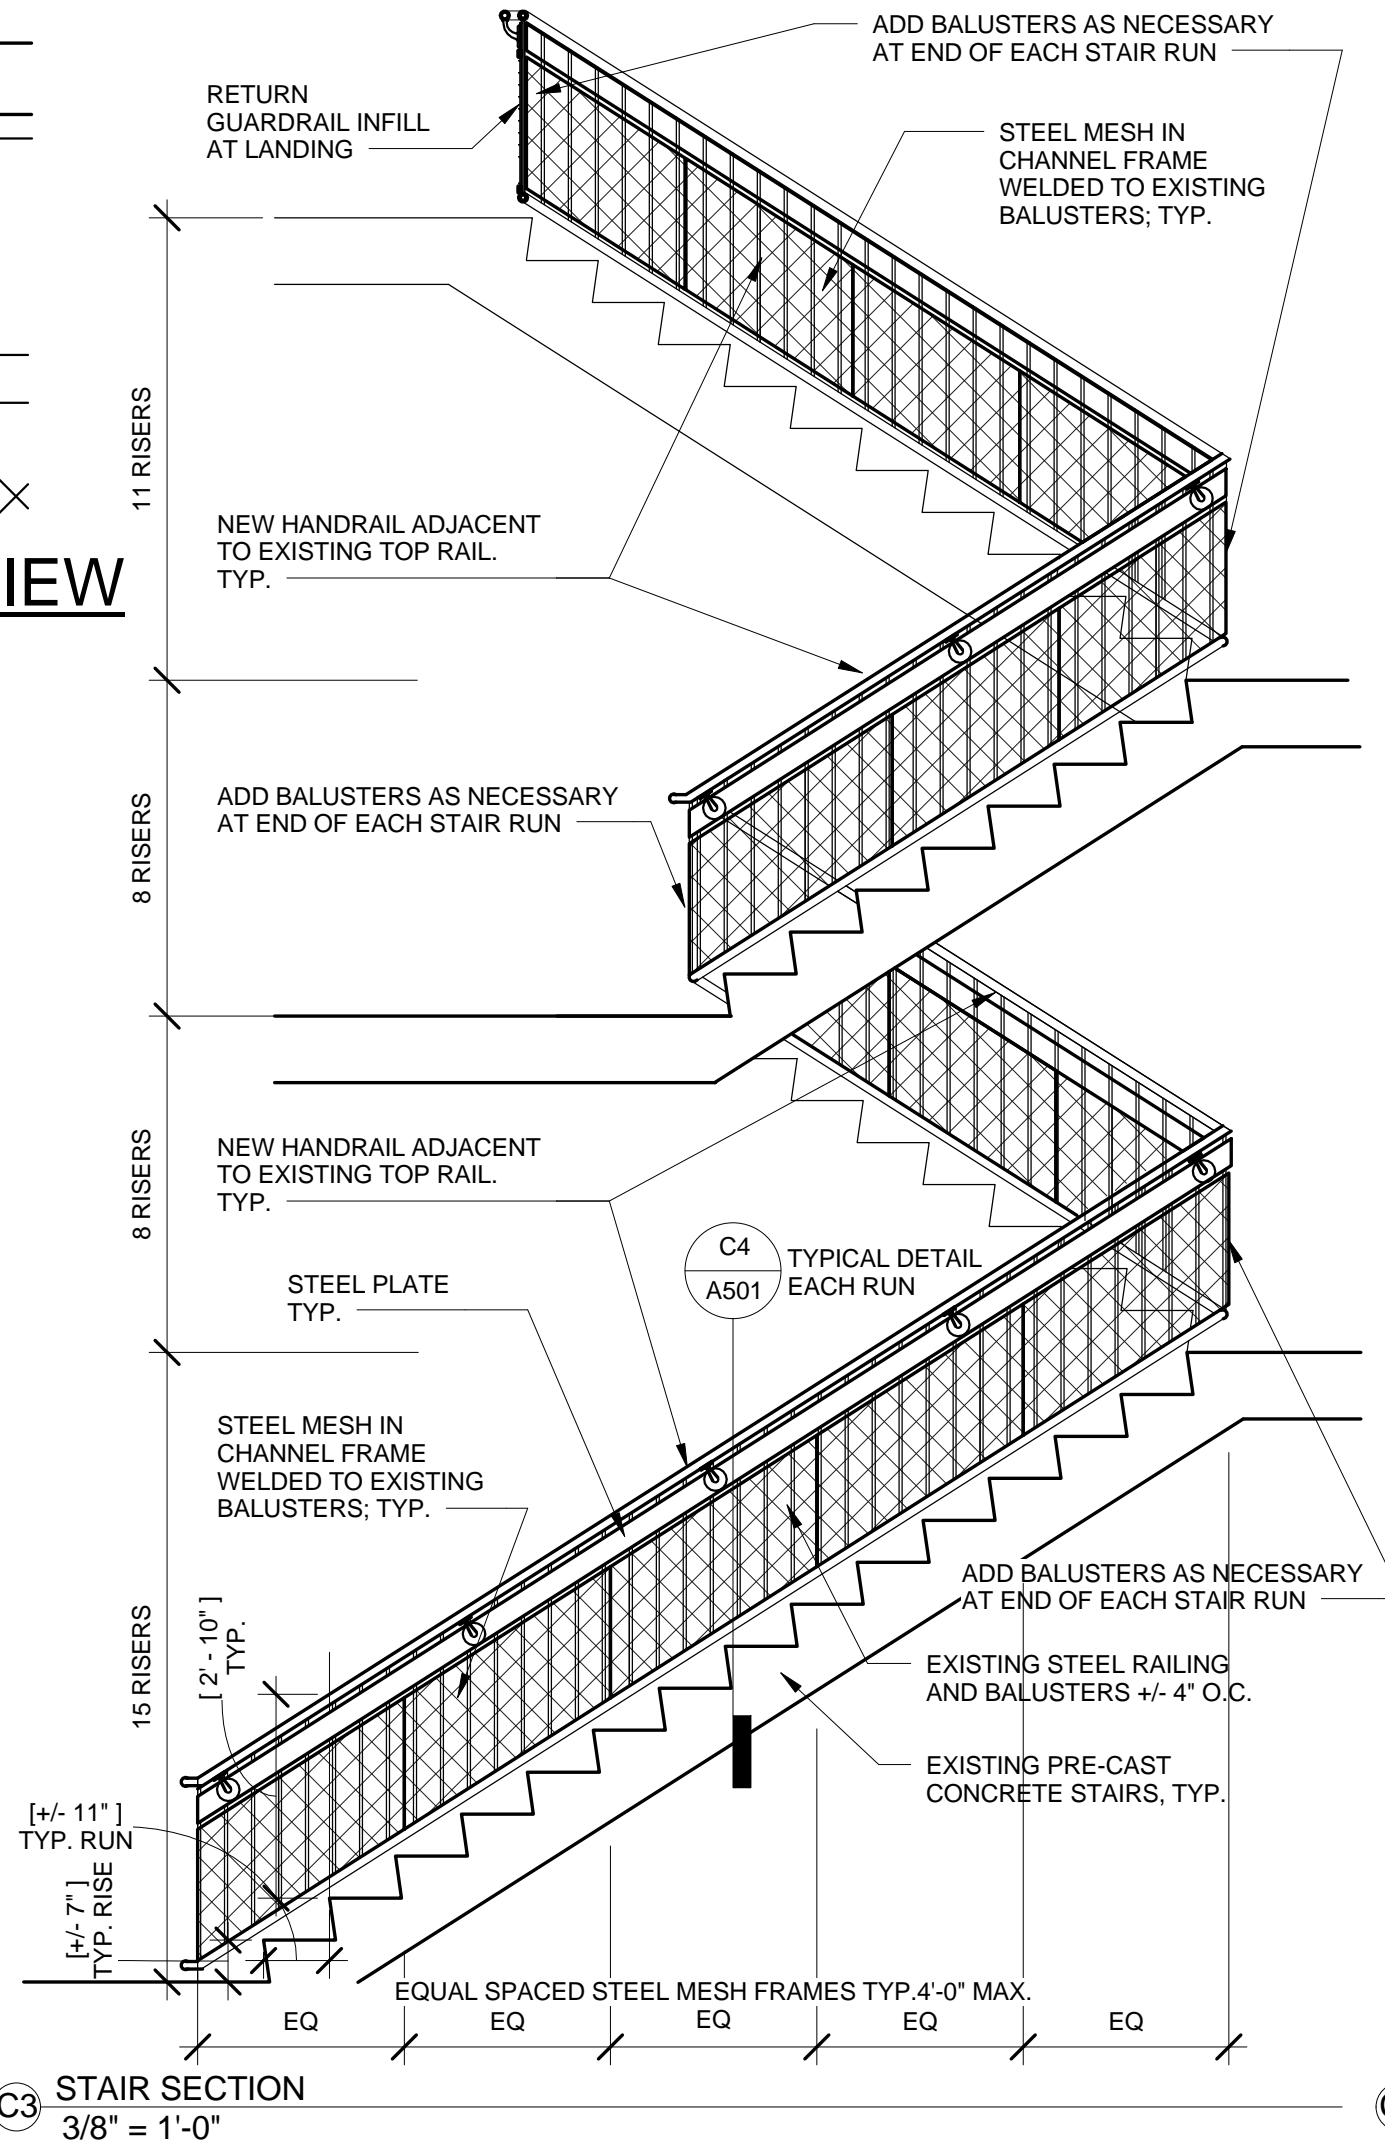 ADD BALUSTERS AS NECESSARY
AT END OF EACH STAIR RUN
RETURN
GUARDRAIL INFILL
AT LANDING
STEEL MESH IN
CHANNEL FRAME
WELDED TO EXISTING
BALUSTERS; TYP.
11 RISERS
NEW HANDRAIL ADJACENT
TO EXISTING TOP RAIL.
TYP.
IEW
ADD BALUSTERS AS NECESSARY
AT END OF EACH STAIR RUN
8 RISERS
8 RISERS
NEW HANDRAIL ADJACENT
TO EXISTING TOP RAIL.
TYP.
C4
A501
TYPICAL DETAIL
EACH RUN
STEEL PLATE
TYP.
STEEL MESH IN
CHANNEL FRAME
WELDED TO EXISTING
BALUSTERS; TYP.
ADD BALUSTERS AS NECESSARY
AT END OF EACH STAIR RUN
15 RISERS
[ 2' - 10" ]
TYP.
EXISTING STEEL RAILING
AND BALUSTERS +/- 4" O.C.
EXISTING PRE-CAST
CONCRETE STAIRS, TYP.
[+/- 11" ]
TYP. RUN
[+/- 7" ]
TYP. RISE
EQUAL SPACED STEEL MESH FRAMES TYP.4'-0" MAX.
EQ EQ EQ EQ EQ
C3 STAIR SECTION
3/8" = 1'-0"